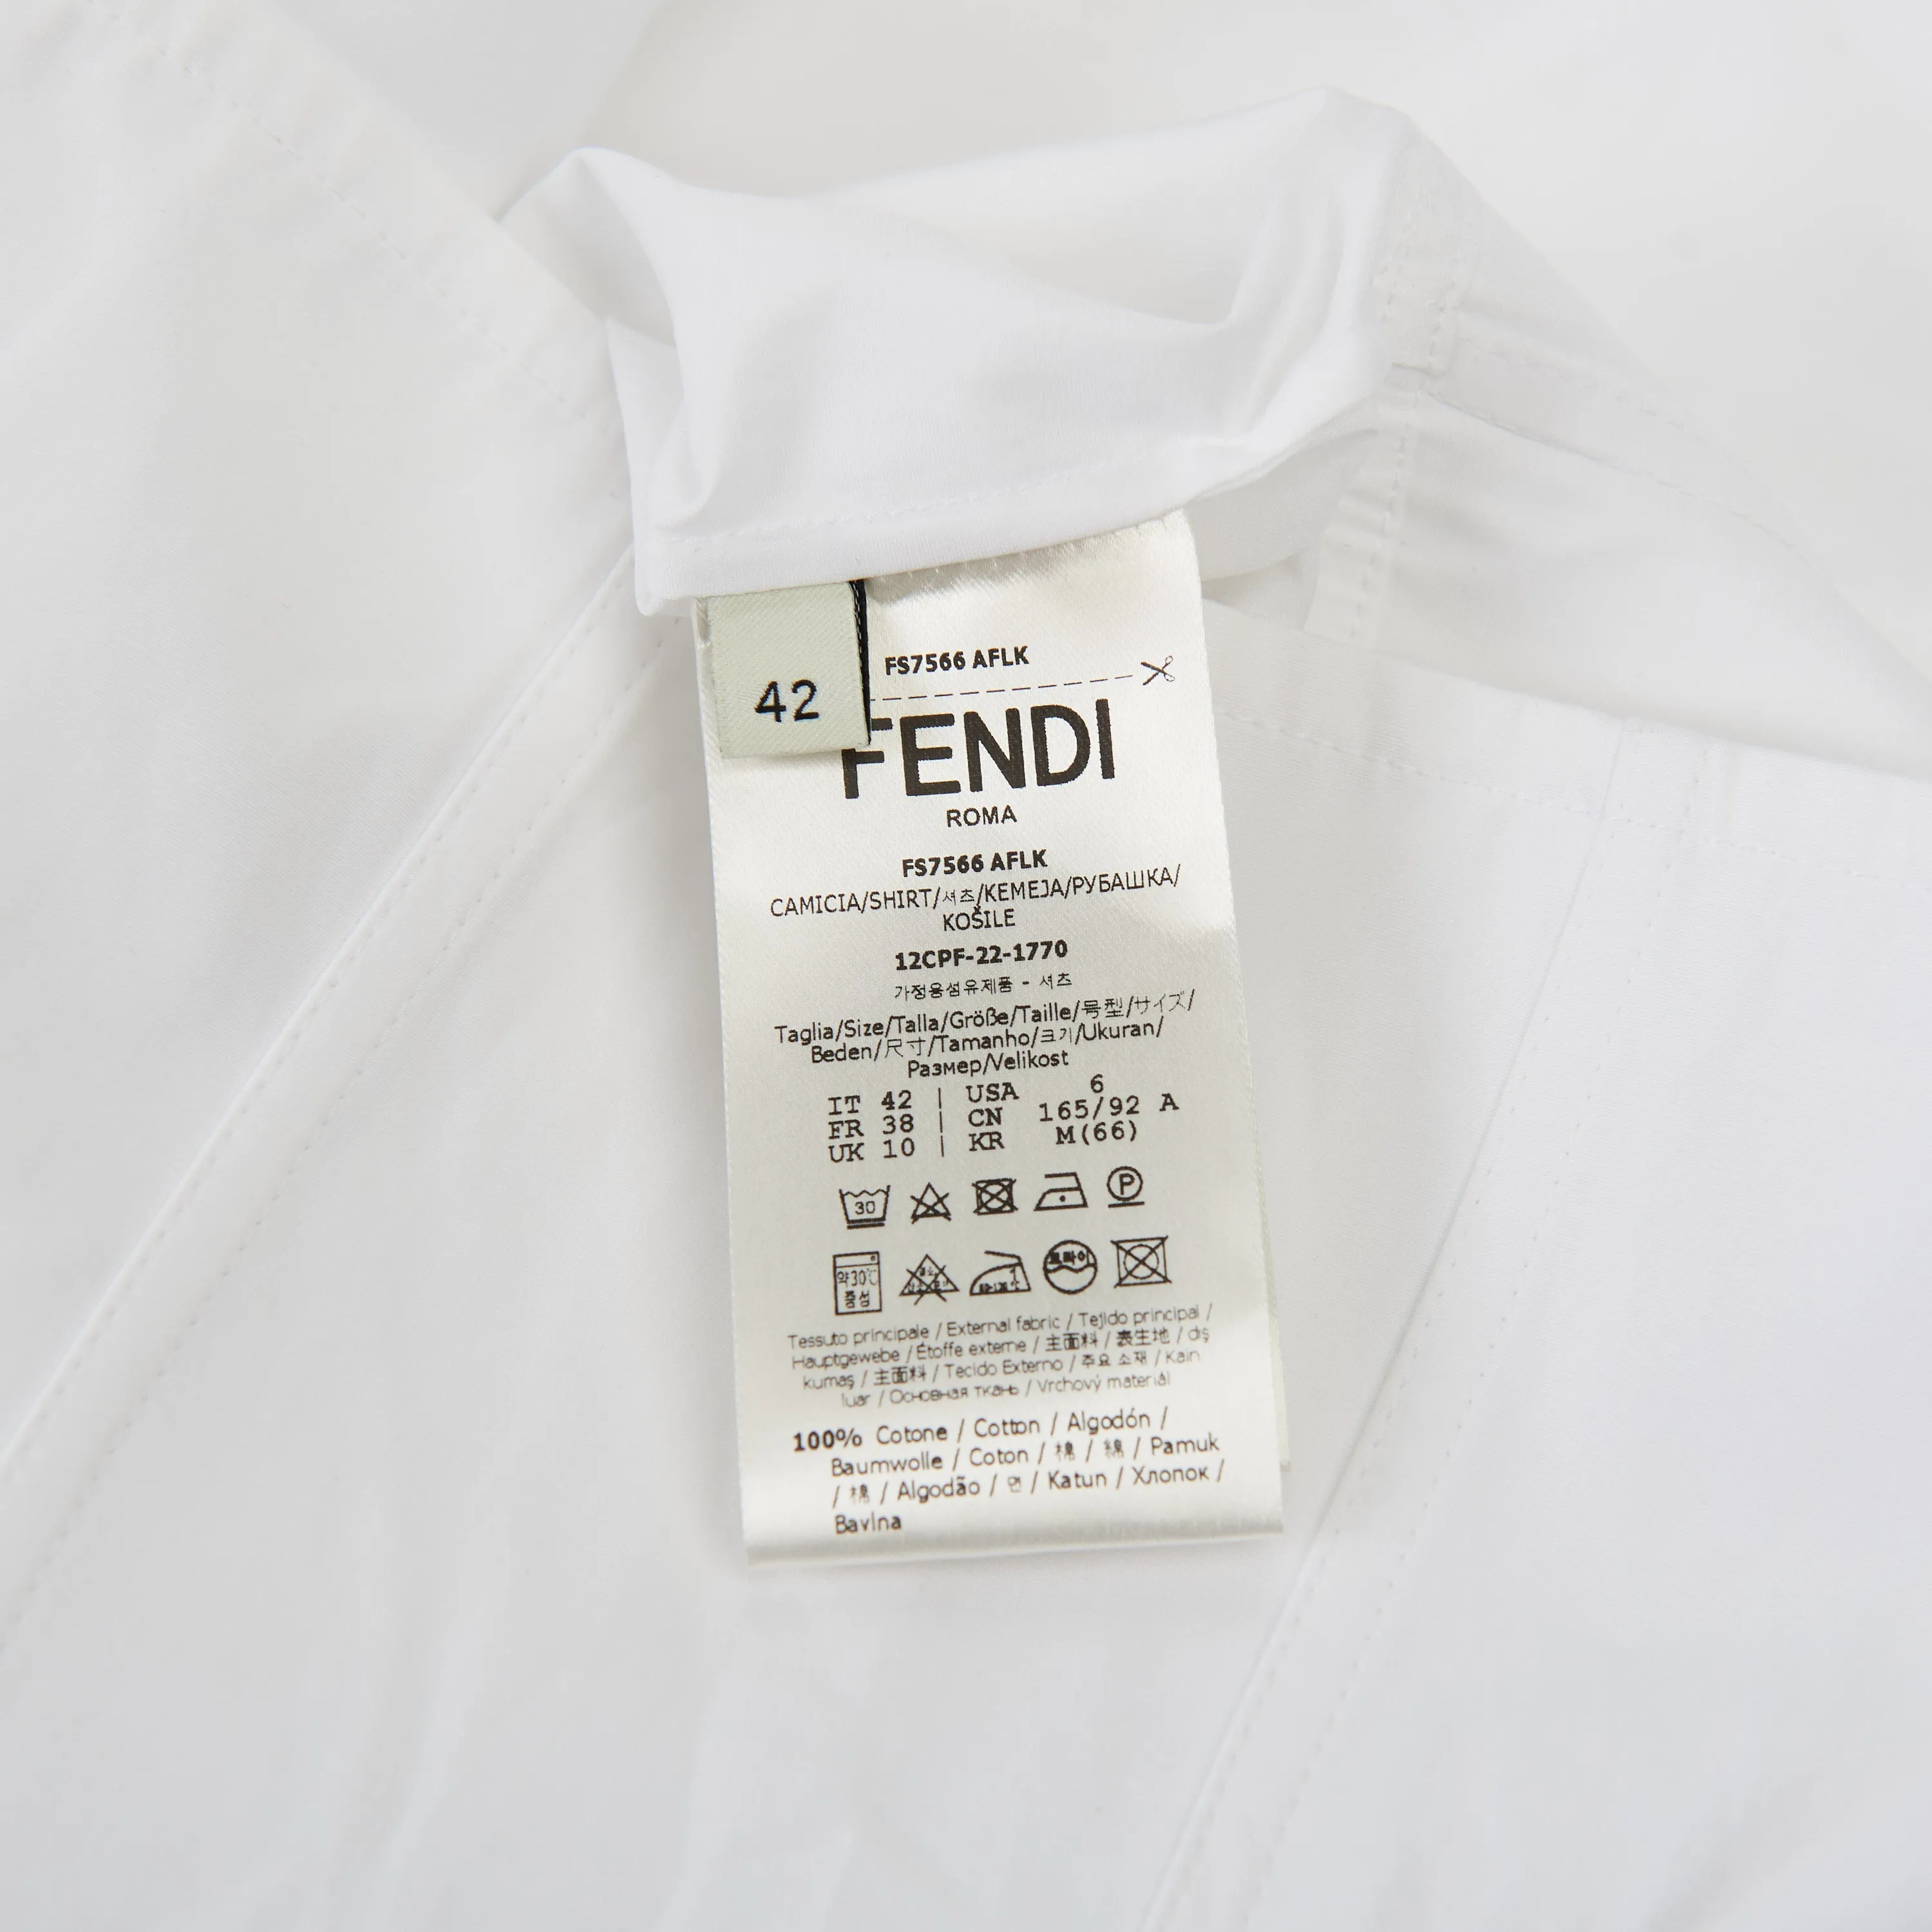 42
FS7566 AFLK
FENDI
ROMA
FS7566 AFLK
CAMICIA/SHIRT/셔츠/KEMEJA/РУБАШКА/
KOŠILE
12CPF-22-1770
가정용섬유제품 - 셔츠
Taglia/Size/Talla/Größe/Taille/号型/サイズ/
Beden/尺寸/Tamanho/크기/Ukuran/
Размер/Velikost
IT 42 | USA 6
FR 38 | CN 165/92 A
UK 10 | KR M(66)
30 P
약30℃ 드라이
중성
Tessuto principale / External fabric / Tejido principal /
Hauptgewebe / Étoffe externe / 主面料 / 表生地 / dış
kumaş / 主面料 / Tecido Externo / 주요 소재 / Kain
luar / Основная ткань / Vrchový materiál
100% Cotone / Cotton / Algodón /
Baumwolle / Coton / 棉 / 綿 / Pamuk
/ 棉 / Algodão / 면 / Katun / Хлопок /
Bavlna